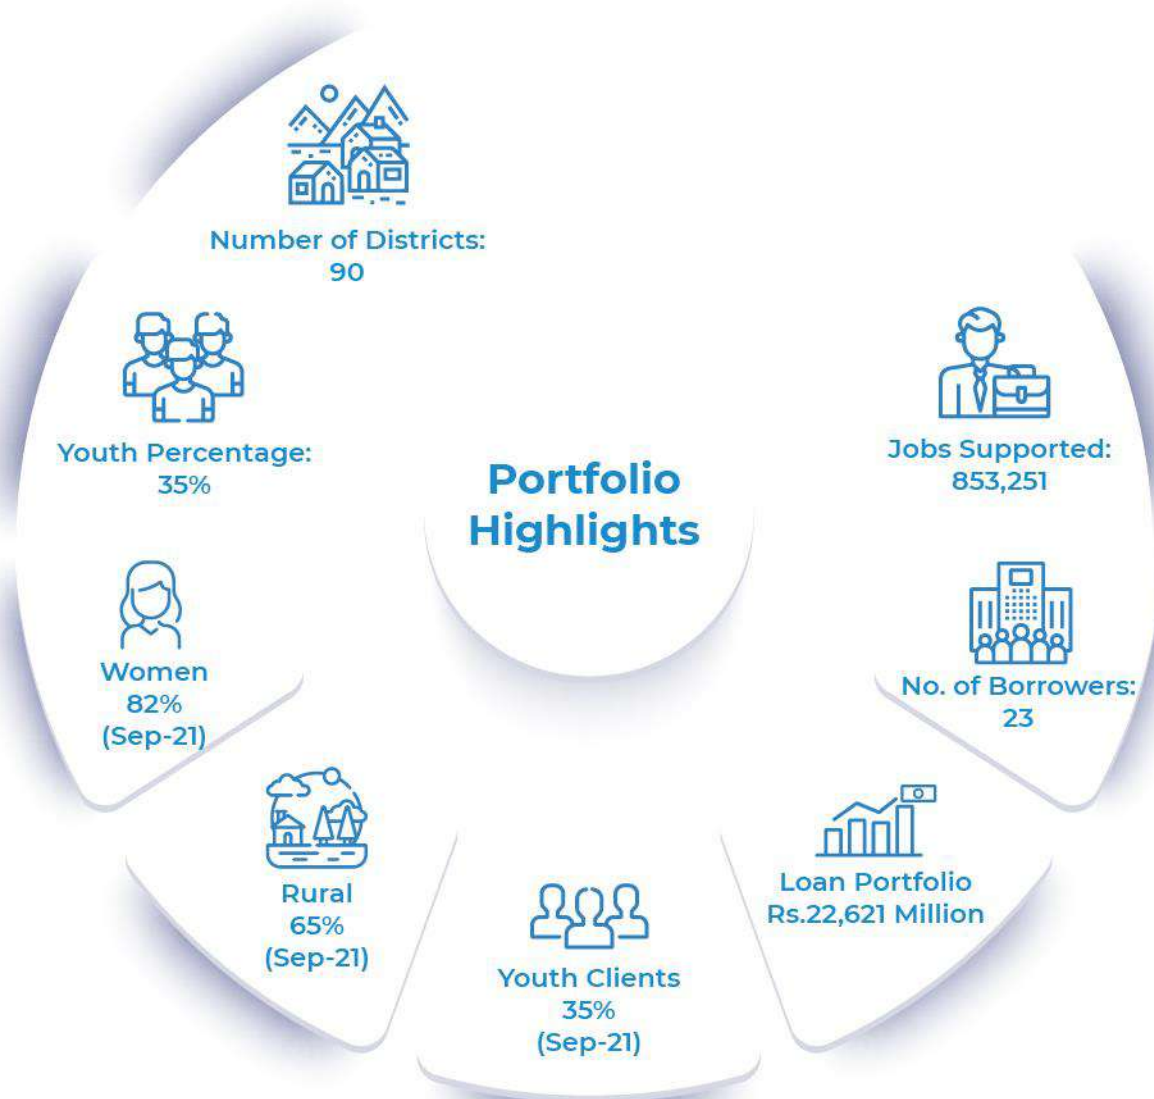 Number of Districts:
90
Youth Percentage:
35%
Jobs Supported:
853,251
Portfolio
Highlights
Women
82%
(Sep-21)
No. of Borrowers:
23
Rural
65%
(Sep-21)
Loan Portfolio
Rs.22,621 Million
Youth Clients
35%
(Sep-21)